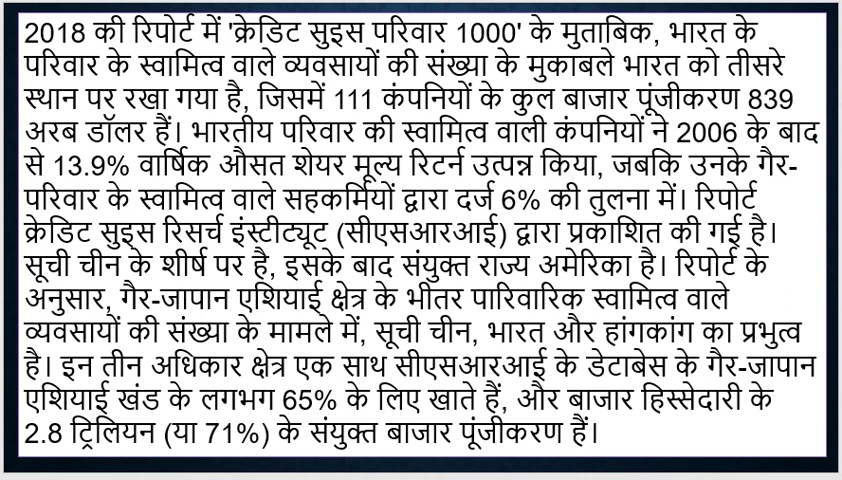 2018 की रिपोर्ट में 'क्रेडिट सुइस परिवार 1000' के मुताबिक, भारत के
परिवार के स्वामित्व वाले व्यवसायों की संख्या के मुकाबले भारत को तीसरे
स्थान पर रखा गया है, जिसमें 111 कंपनियों के कुल बाजार पूंजीकरण 839
अरब डॉलर हैं। भारतीय परिवार की स्वामित्व वाली कंपनियों ने 2006 के बाद
से 13.9% वार्षिक औसत शेयर मूल्य रिटर्न उत्पन्न किया, जबकि उनके गैर-
परिवार के स्वामित्व वाले सहकर्मियों द्वारा दर्ज 6% की तुलना में। रिपोर्ट
क्रेडिट सुइस रिसर्च इंस्टीट्यूट (सीएसआरआई) द्वारा प्रकाशित की गई है।
सूची चीन के शीर्ष पर है, इसके बाद संयुक्त राज्य अमेरिका है। रिपोर्ट के
अनुसार, गैर-जापान एशियाई क्षेत्र के भीतर पारिवारिक स्वामित्व वाले
व्यवसायों की संख्या के मामले में, सूची चीन, भारत और हांगकांग का प्रभुत्व
है। इन तीन अधिकार क्षेत्र एक साथ सीएसआरआई के डेटाबेस के गैर-जापान
एशियाई खंड के लगभग 65% के लिए खाते हैं, और बाजार हिस्सेदारी के
2.8 ट्रिलियन (या 71%) के संयुक्त बाजार पूंजीकरण हैं।